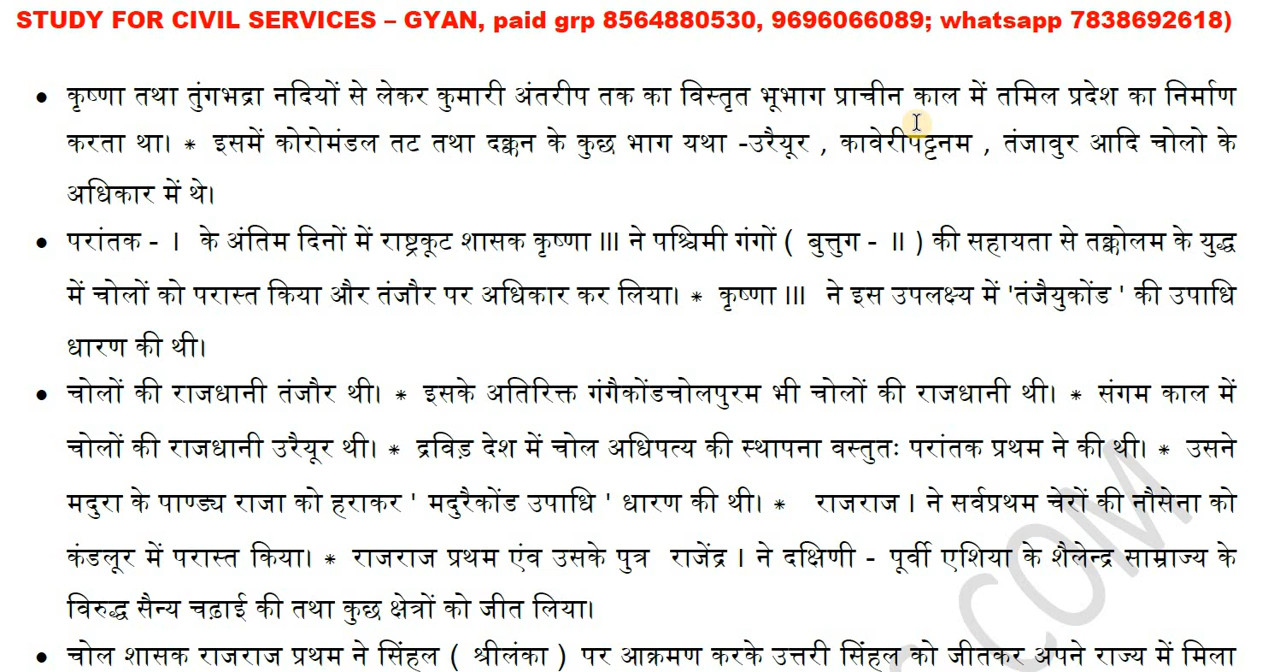 STUDY FOR CIVIL SERVICES – GYAN, paid grp 8564880530, 9696066089; whatsapp 7838692618)
• कृष्णा तथा तुंगभद्रा नदियों से लेकर कुमारी अंतरीप तक का विस्तृत भूभाग प्राचीन काल में तमिल प्रदेश का निर्माण
करता था। * इसमें कोरोमंडल तट तथा दक्कन के कुछ भाग यथा -उरैयूर , कावेरीपट्टनम , तंजावुर आदि चोलो के
अधिकार में थे।
• परांतक - I के अंतिम दिनों में राष्ट्रकूट शासक कृष्णा III ने पश्चिमी गंगों ( बुत्तुग - II ) की सहायता से तक्कोलम के युद्ध
में चोलों को परास्त किया और तंजौर पर अधिकार कर लिया। * कृष्णा III ने इस उपलक्ष्य में 'तंजैयुकोंड ' की उपाधि
धारण की थी।
• चोलों की राजधानी तंजौर थी। * इसके अतिरिक्त गंगैकोंडचोलपुरम भी चोलों की राजधानी थी। * संगम काल में
चोलों की राजधानी उरैयूर थी। * द्रविड़ देश में चोल अधिपत्य की स्थापना वस्तुतः परांतक प्रथम ने की थी। * उसने
मदुरा के पाण्ड्य राजा को हराकर ' मदुरैकोंड उपाधि ' धारण की थी। * राजराज I ने सर्वप्रथम चेरों की नौसेना को
कंडलूर में परास्त किया। * राजराज प्रथम एंव उसके पुत्र राजेंद्र I ने दक्षिणी - पूर्वी एशिया के शैलेन्द्र साम्राज्य के
विरुद्ध सैन्य चढ़ाई की तथा कुछ क्षेत्रों को जीत लिया।
• चोल शासक राजराज प्रथम ने सिंहल ( श्रीलंका ) पर आक्रमण करके उत्तरी सिंहल को जीतकर अपने राज्य में मिला